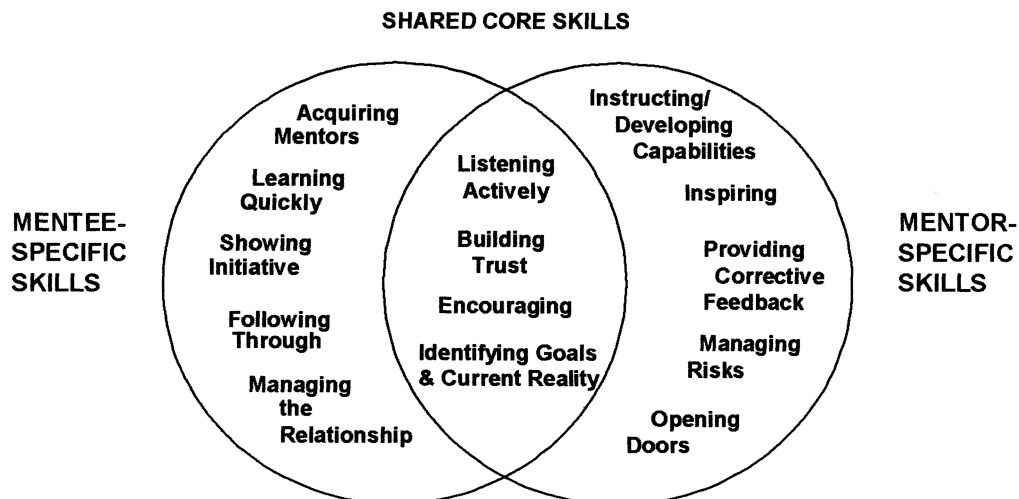 SHARED CORE SKILLS
MENTEE-
SPECIFIC
SKILLS
Acquiring
Mentors
Learning
Quickly
Showing
Initiative
Following
Through
Managing
the
Relationship
Listening
Actively
Building
Trust
Encouraging
Identifying Goals
& Current Reality
Instructing/
Developing
Capabilities
Inspiring
Providing
Corrective
Feedback
Managing
Risks
Opening
Doors
MENTOR-
SPECIFIC
SKILLS